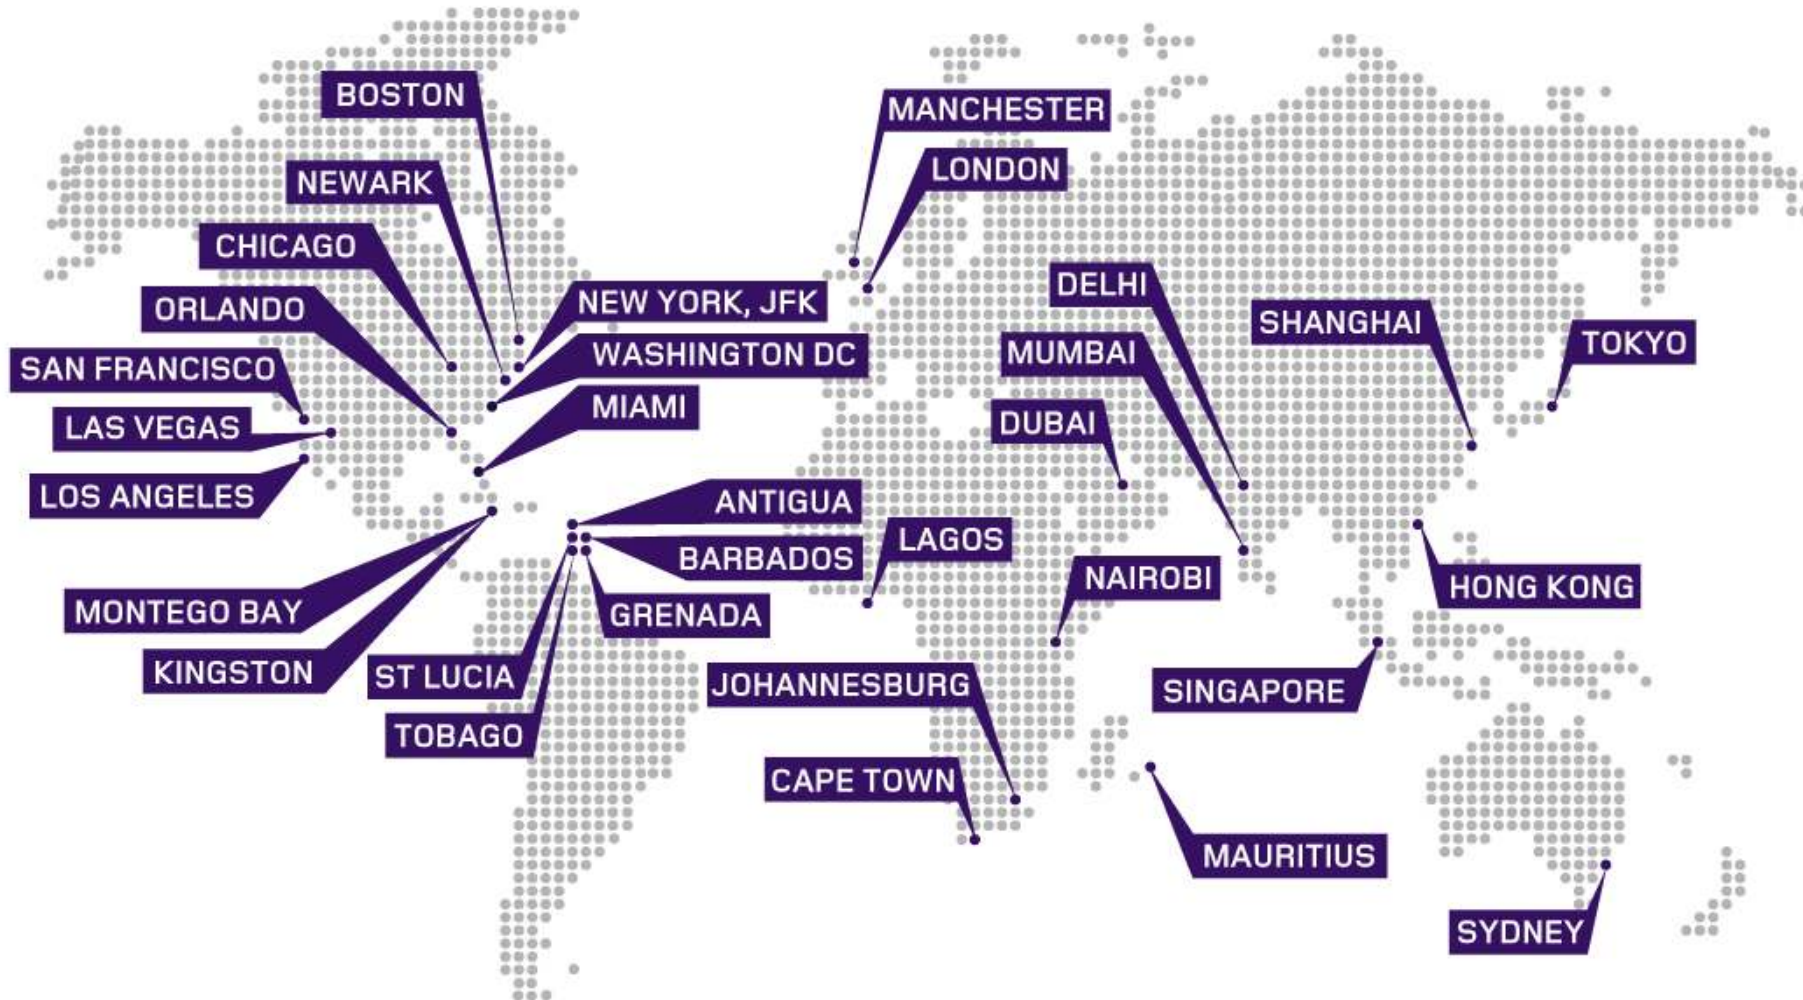 BOSTON
MANCHESTER
LONDON
NEWARK
CHICAGO
DELHI
NEW YORK, JFK
ORLANDO
SHANGHAI
TOKYO
WASHINGTON DC
MUMBAI
SAN FRANCISCO
MIAMI
DUBAI
LAS VEGAS
LOS ANGELES
ANTIGUA
LAGOS
BARBADOS
NAIROBI
HONG KONG
MONTEGO BAY
GRENADA
KINGSTON
ST LUCIA
JOHANNESBURG
SINGAPORE
TOBAGO
CAPE TOWN
MAURITIUS
SYDNEY